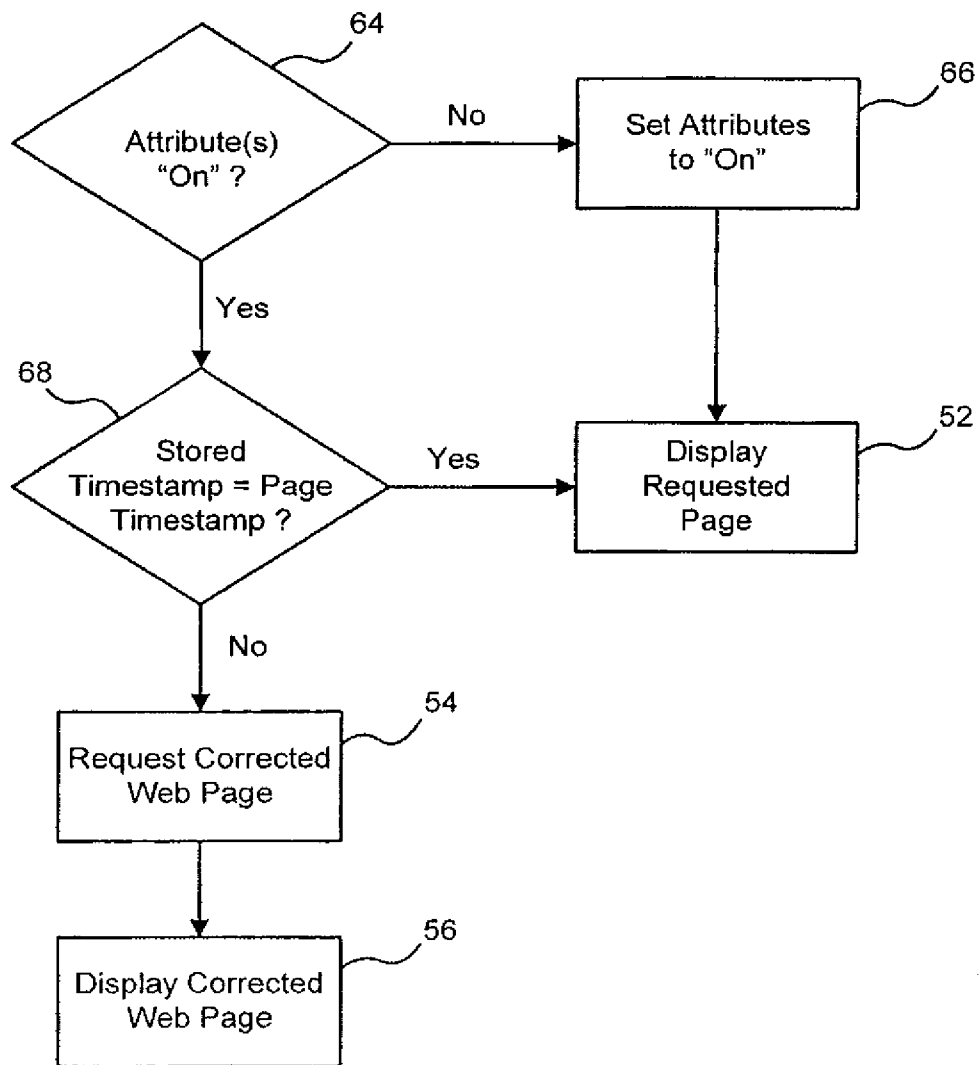 64
Attribute(s)
“On” ?
No
66
Set Attributes
to “On”
Yes
68
Stored
Timestamp = Page
Timestamp ?
Yes
52
Display
Requested
Page
No
54
Request Corrected
Web Page
56
Display Corrected
Web Page